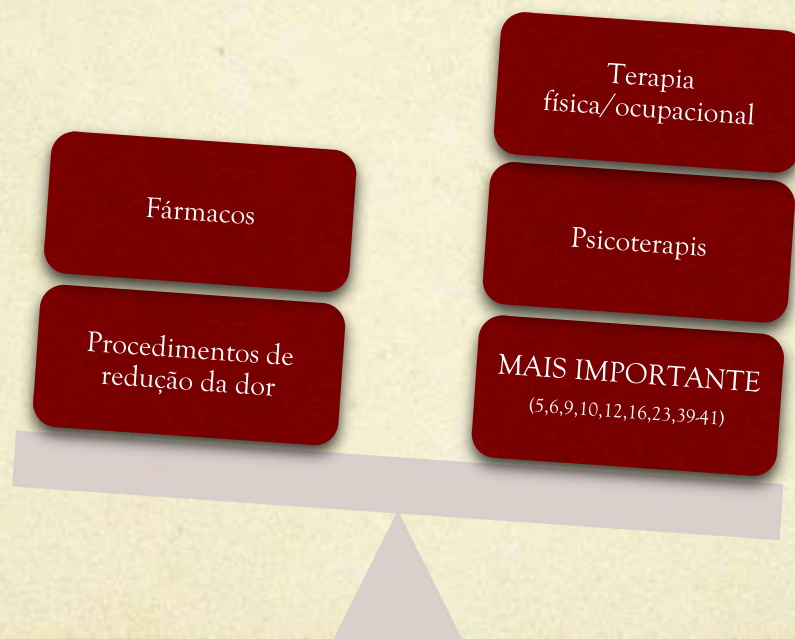 Fármacos
Procedimentos de
redução da dor
Terapia
física/ocupacional
Psicoterapis
MAIS IMPORTANTE
(5,6,9,10,12,16,23,39-41)